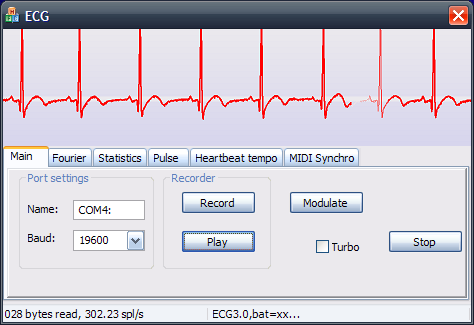 ECG
Main Fourier Statistics Pulse Heartbeat tempo MIDI Synchro
Port settings
Name: COM4:
Baud: 19600
Recorder
Record
Play
Modulate
Turbo
Stop
028 bytes read, 302.23 spl/s
ECG3.0,bat=xx...